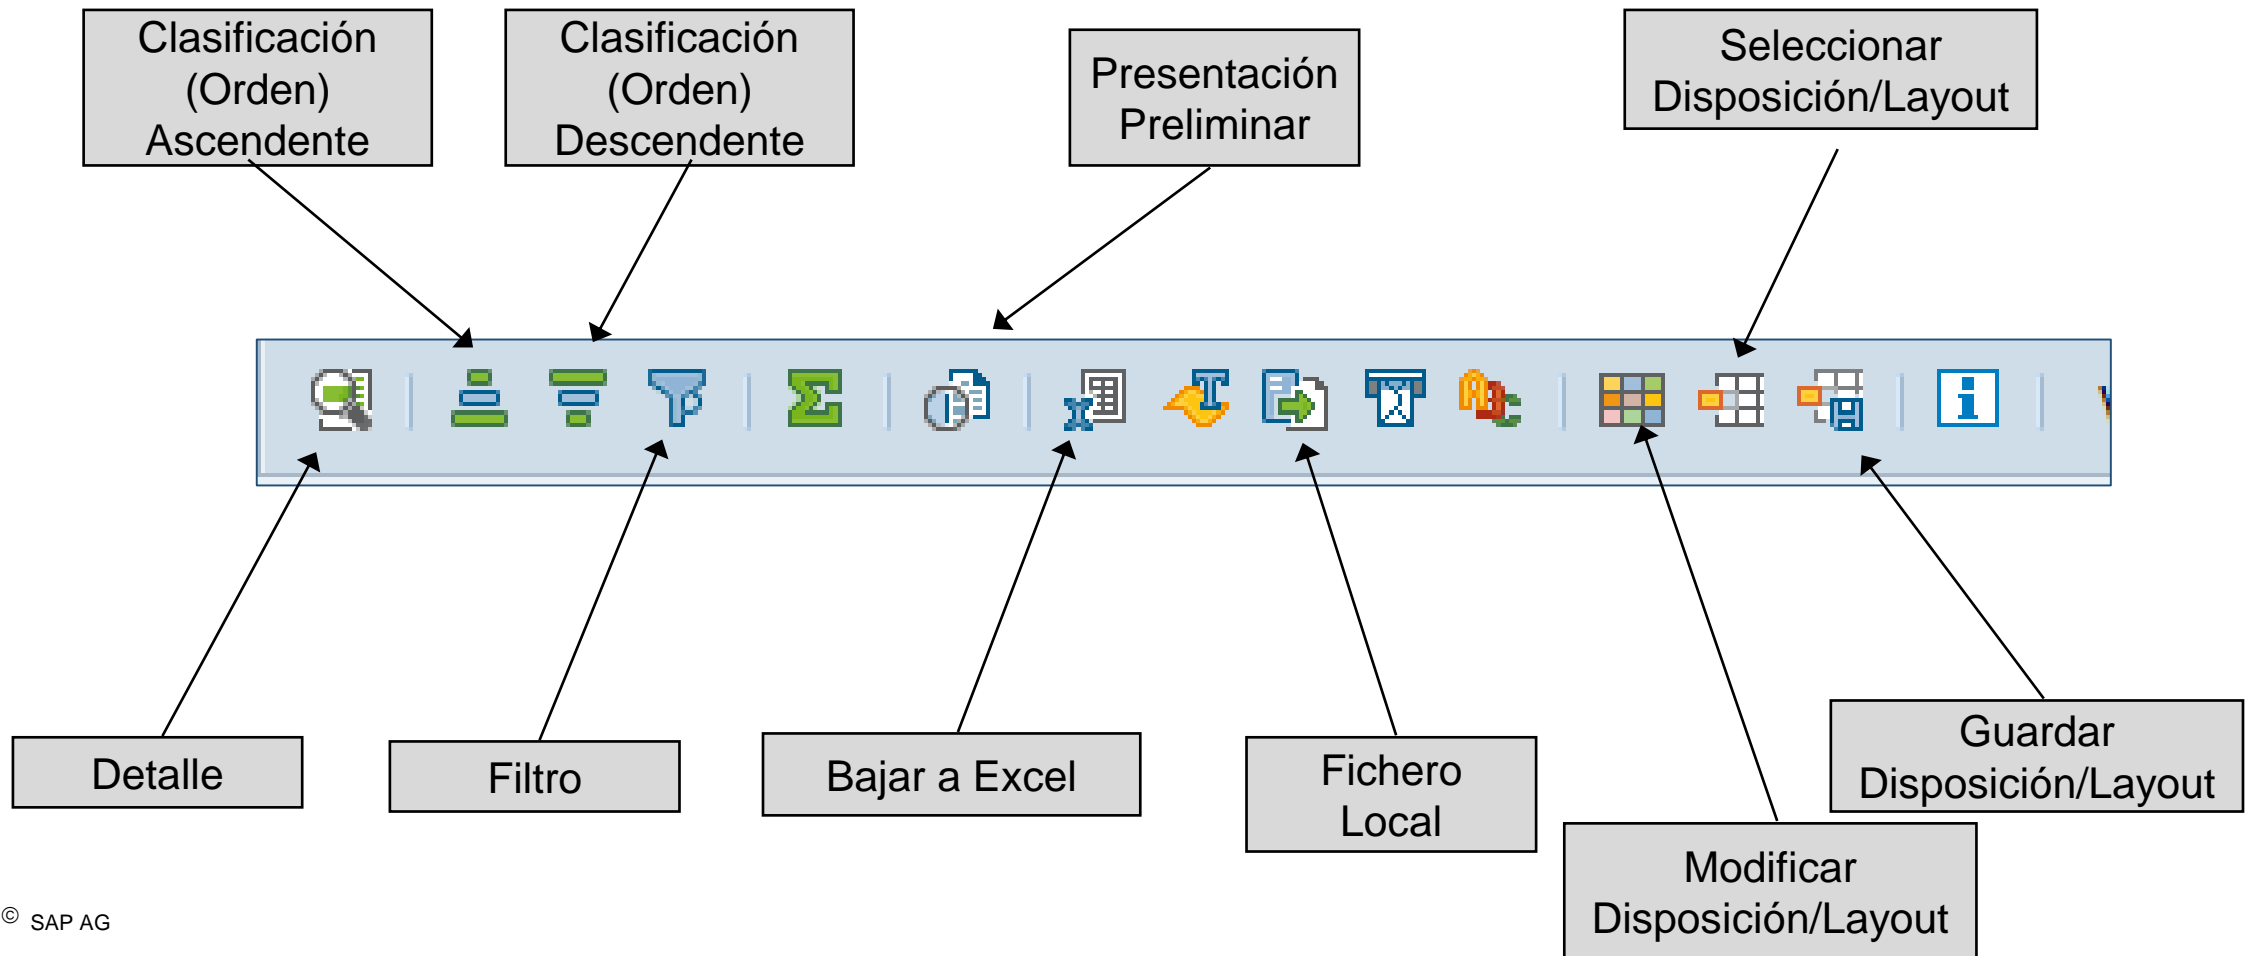 Clasificación
(Orden)
Ascendente
Clasificación
(Orden)
Descendente
Presentación
Preliminar
Seleccionar
Disposición/Layout
Detalle
Filtro
Bajar a Excel
Fichero
Local
Modificar
Disposición/Layout
Guardar
Disposición/Layout
© SAP AG